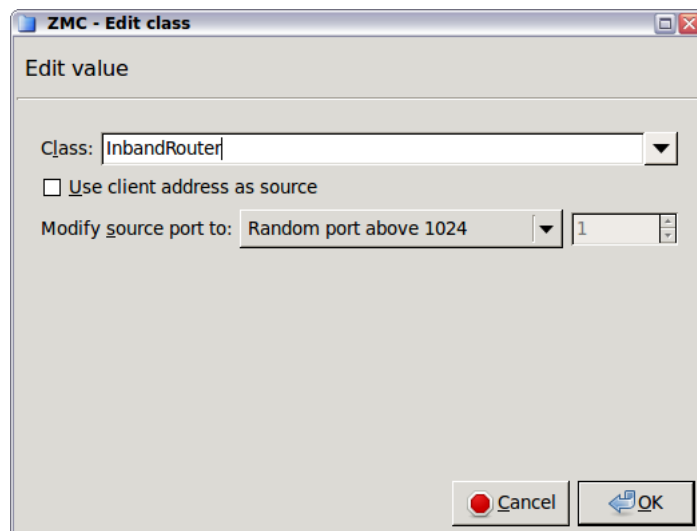 ZMC - Edit class
Edit value
Class: InbandRouter
Use client address as source
Modify source port to: Random port above 1024 1
Cancel OK